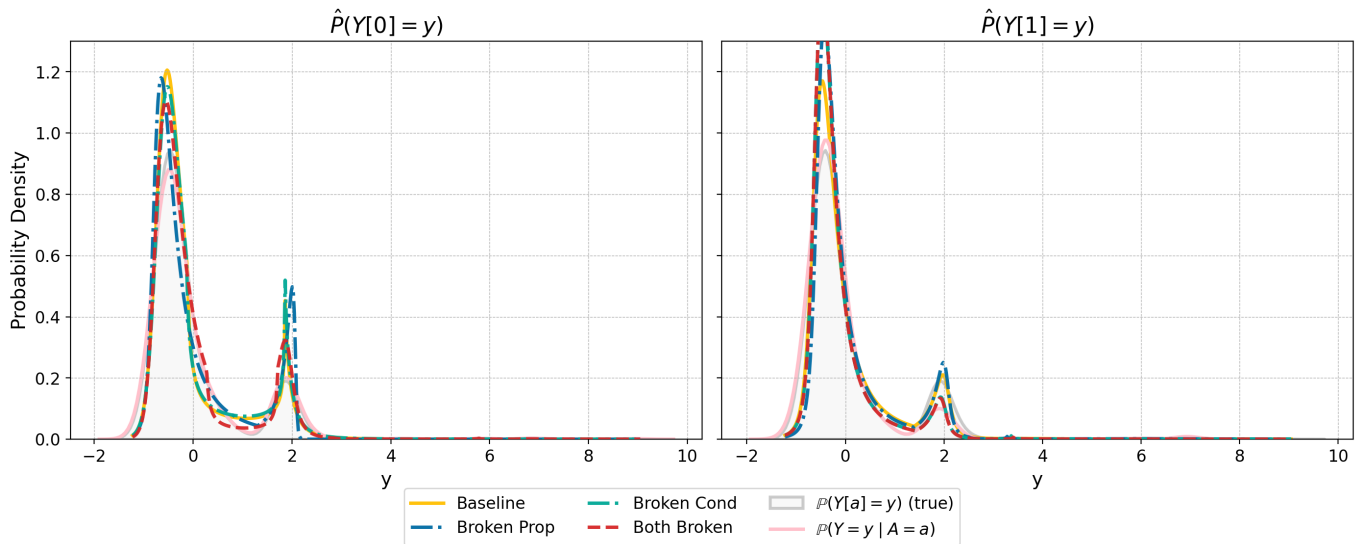 P̂(Y[0] = y)
P̂(Y[1] = y)
Probability Density
1.2
1.0
0.8
0.6
0.4
0.2
0.0
−2 0 2 4 6 8 10
−2 0 2 4 6 8 10
y
y
Baseline Broken Cond ℙ(Y[a] = y) (true)
Broken Prop Both Broken ℙ(Y = y | A = a)